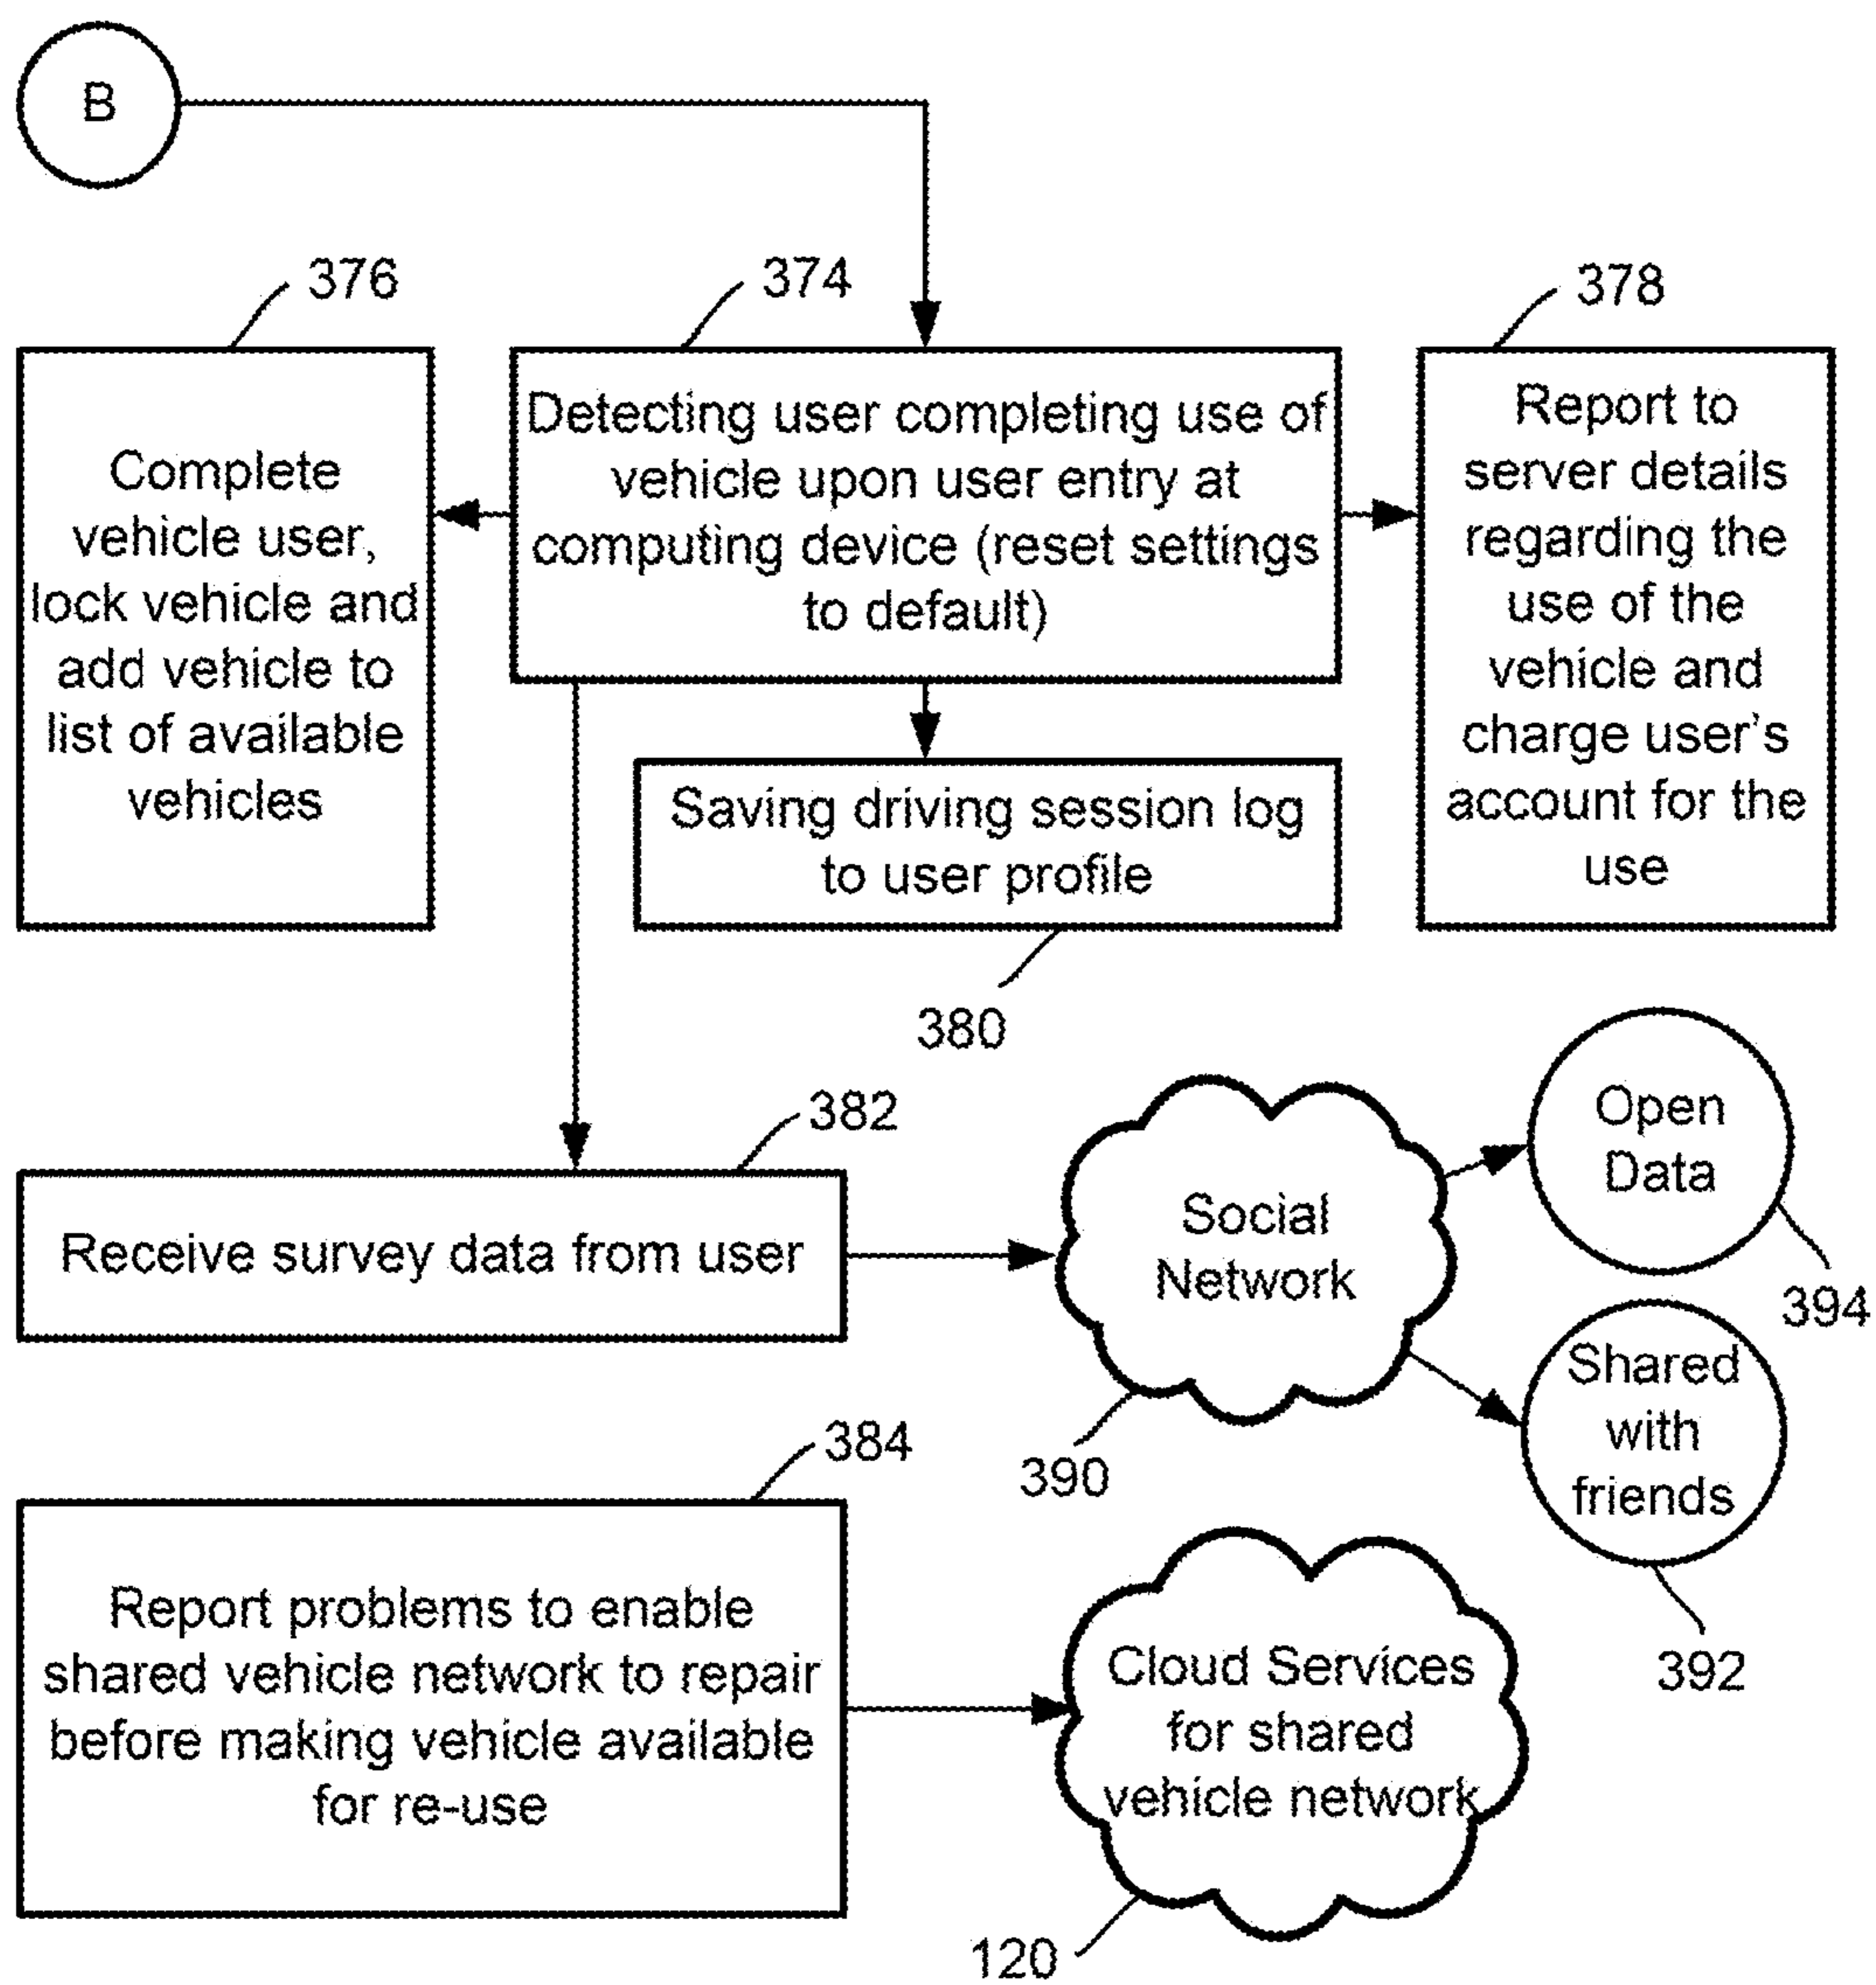 B
376
374
378
Complete
vehicle user,
lock vehicle and
add vehicle to
list of available
vehicles
Detecting user completing use of
vehicle upon user entry at
computing device (reset settings
to default)
Report to
server details
regarding the
use of the
vehicle and
charge user's
account for the
use
Saving driving session log
to user profile
380
382
Receive survey data from user
Social
Network
390
Open
Data
394
Shared
with
friends
392
384
Report problems to enable
shared vehicle network to repair
before making vehicle available
for re-use
Cloud Services
for shared
vehicle network
120